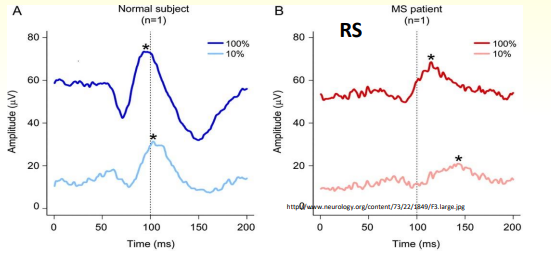 A
Normal subject
(n=1)
80
60
40
20
0
Amplitude (μV)
*
*
100%
10%
0
50
100
150
200
Time (ms)
B
RS
MS patient
(n=1)
80
60
40
20
0
Amplitude (μV)
*
*
100%
10%
http://www.neurology.org/content/73/22/1849/F3.large.jpg
0
50
100
150
200
Time (ms)